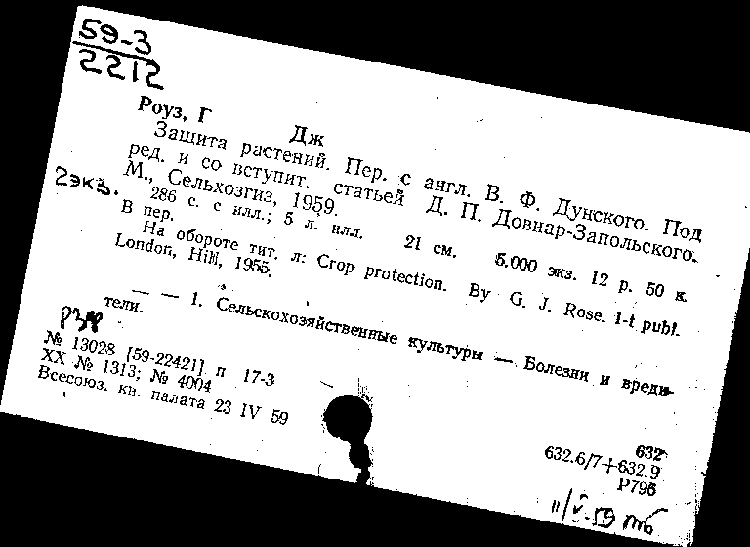 59-3
2212
Роуз, Г Дж
Защита растений. Пер. с англ. В. Ф. Дунского. Под
ред. и со вступит. статьей Д. П. Довнар-Запольского.
М., Сельхозгиз, 1959.
2экз.
286 с. с илл.; 5 л. илл. 21 см. 5.000 экз. 12 р. 50 к.
В пер.
На обороте тит. л: Crop protection. By G. J. Rose. 1-t publ.
London, Hill, 1955.
— — 1. Сельскохозяйственные культуры — Болезни и вреди-
тели.
№ 13028 [59-22421] п 17-3
XX № 1313; № 4004
Всесоюз. кн. палата 23 IV 59
632
632.6/7+632.9
Р796
11/V-59